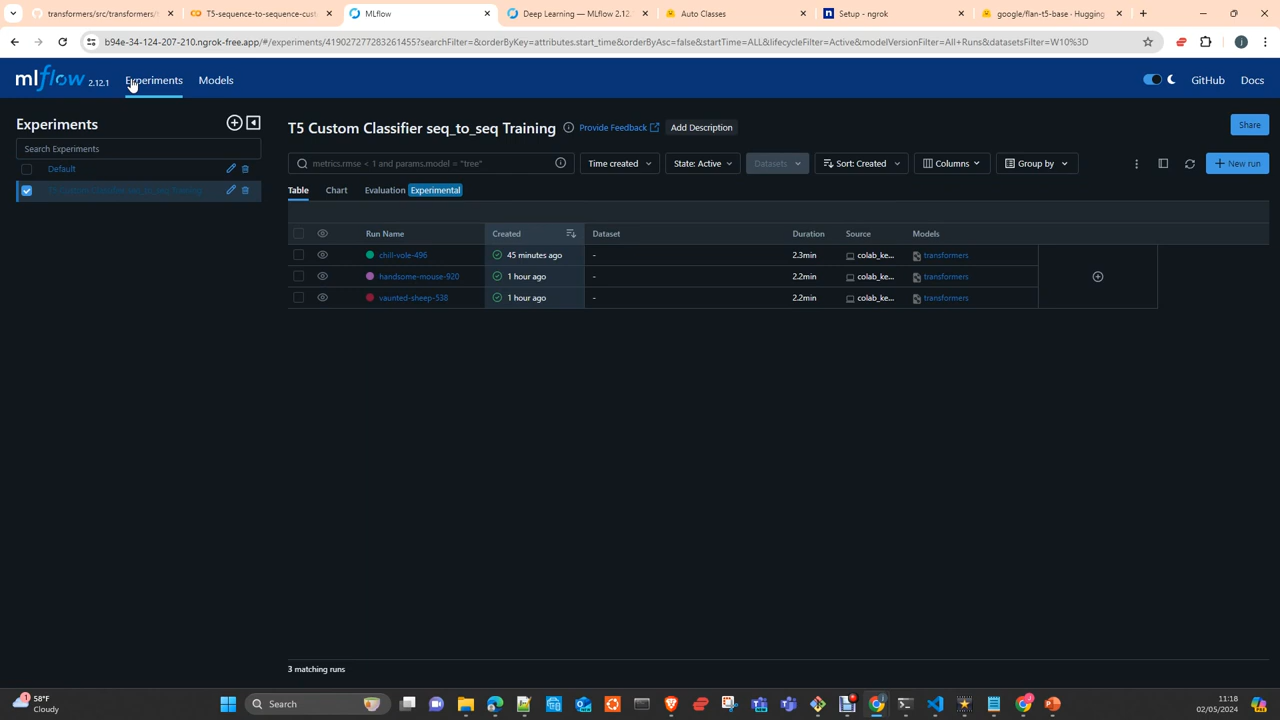 transformers/src/transformers/t
T5-sequence-to-sequence-cust
MLflow
Deep Learning — MLflow 2.12.
Auto Classes
Setup - ngrok
google/flan-t5-base · Hugging
b94e-34-124-207-210.ngrok-free.app/#/experiments/419027277283261455?searchFilter=&orderByKey=attributes.start_time&orderByAsc=false&startTime=ALL&lifecycleFilter=Active&modelVersionFilter=All+Runs&datasetsFilter=W10%3D
mlflow 2.12.1 Experiments Models GitHub Docs
Experiments
Search Experiments
Default
T5 Custom Classifier seq_to_seq Training
T5 Custom Classifier seq_to_seq Training Provide Feedback Add Description Share
metrics.rmse < 1 and params.model = "tree" Time created State: Active Datasets Sort: Created Columns Group by New run
Table Chart Evaluation Experimental
Run Name Created Dataset Duration Source Models
chill-vole-496 45 minutes ago - 2.3min colab_ke... transformers
handsome-mouse-920 1 hour ago - 2.2min colab_ke... transformers
vaunted-sheep-538 1 hour ago - 2.2min colab_ke... transformers
3 matching runs
1
58°F
Cloudy
Search
11:18
02/05/2024